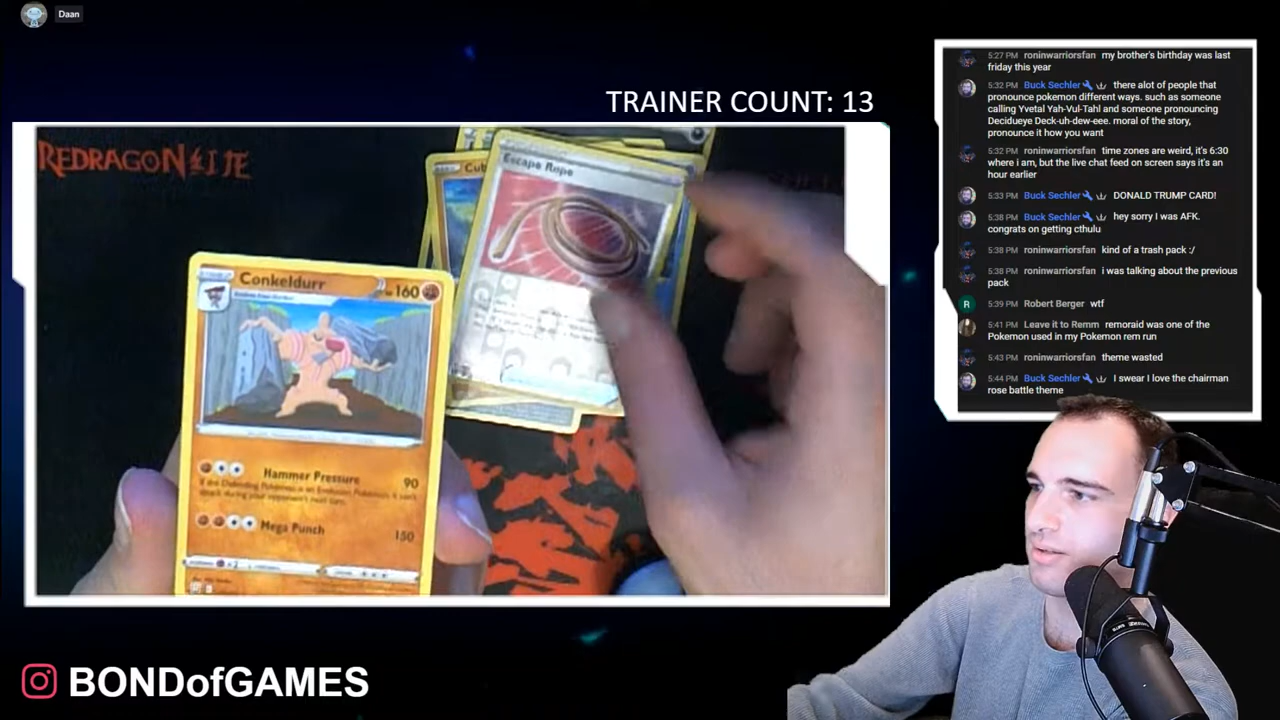 Daan
TRAINER COUNT: 13
REDRAGON
Cub
Escape Rope
Conkeldurr
160
Hammer Pressure
90
Mega Punch
150
BONDofGAMES
5:27 PM roninwarriorsfan my brother's birthday was last
friday this year
5:32 PM Buck Sechler there alot of people that
pronounce pokemon different ways. such as someone
calling Yvetal Yah-Vul-Tahl and someone pronouncing
Decidueye Deck-uh-dew-eee. moral of the story,
pronounce it how you want
5:32 PM roninwarriorsfan time zones are weird, it's 6:30
where i am, but the live chat feed on screen says it's an
hour earlier
5:33 PM Buck Sechler DONALD TRUMP CARD!
5:38 PM Buck Sechler hey sorry I was AFK.
congrats on getting cthulu
5:38 PM roninwarriorsfan kind of a trash pack :/
5:38 PM roninwarriorsfan i was talking about the previous
pack
R
5:39 PM Robert Berger wtf
5:41 PM Leave it to Remm remoraid was one of the
Pokemon used in my Pokemon rem run
5:43 PM roninwarriorsfan theme wasted
5:44 PM Buck Sechler I swear I love the chairman
rose battle theme